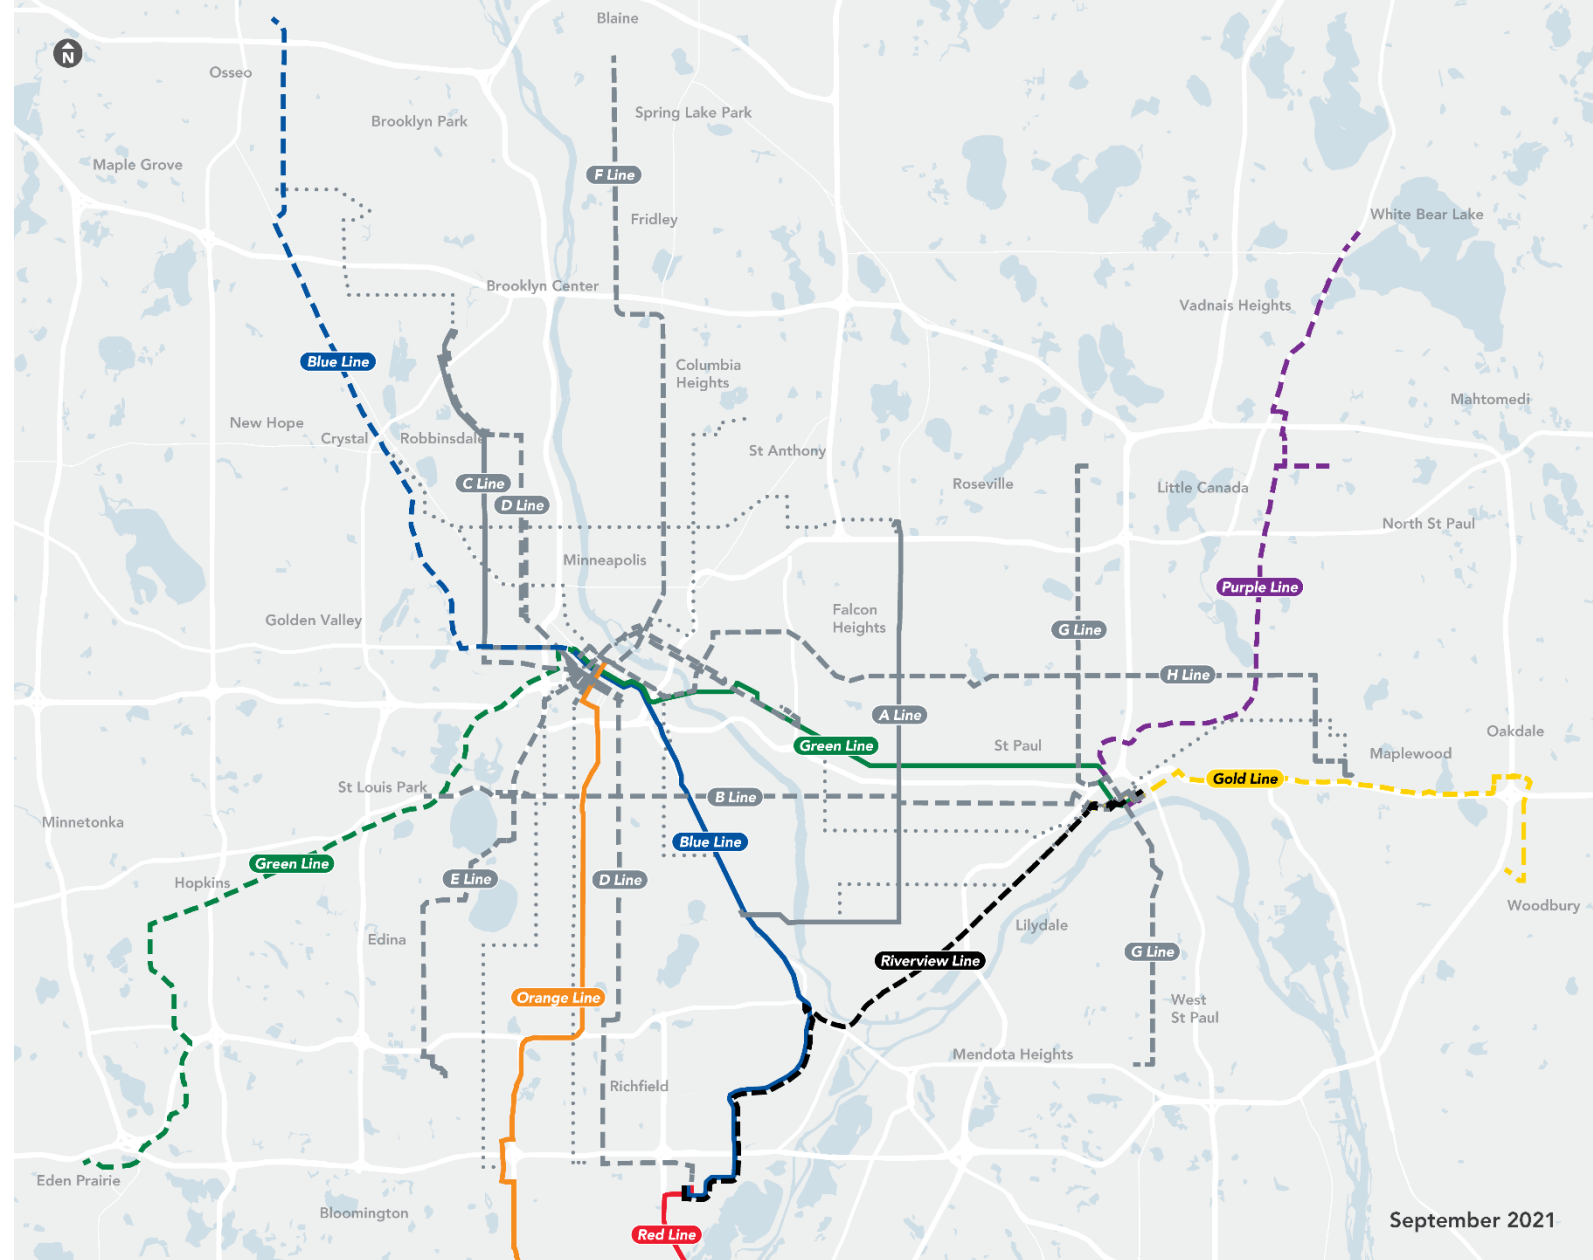 Blaine
N
Osseo
Spring Lake Park
Brooklyn Park
Maple Grove
F Line
White Bear Lake
Fridley
Brooklyn Center
Vadnais Heights
Blue Line
Columbia
Heights
Mahtomedi
New Hope
Crystal
Robbinsdale
St Anthony
C Line
Roseville
Little Canada
D Line
North St Paul
Minneapolis
Purple Line
Falcon
Heights
Golden Valley
G Line
H Line
A Line
Oakdale
Green Line
St Paul
Maplewood
Gold Line
St Louis Park
B Line
Minnetonka
Blue Line
Green Line
Hopkins
E Line
D Line
Woodbury
Lilydale
Edina
G Line
Riverview Line
Orange Line
West
St Paul
Mendota Heights
Richfield
Eden Prairie
Bloomington
September 2021
Red Line